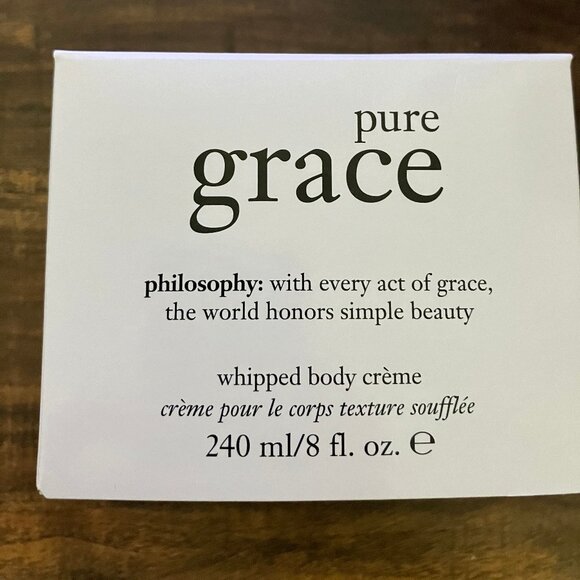 pure
grace
philosophy: with every act of grace,
the world honors simple beauty
whipped body crème
crème pour le corps texture soufflée
240 ml/8 fl. oz. ℮